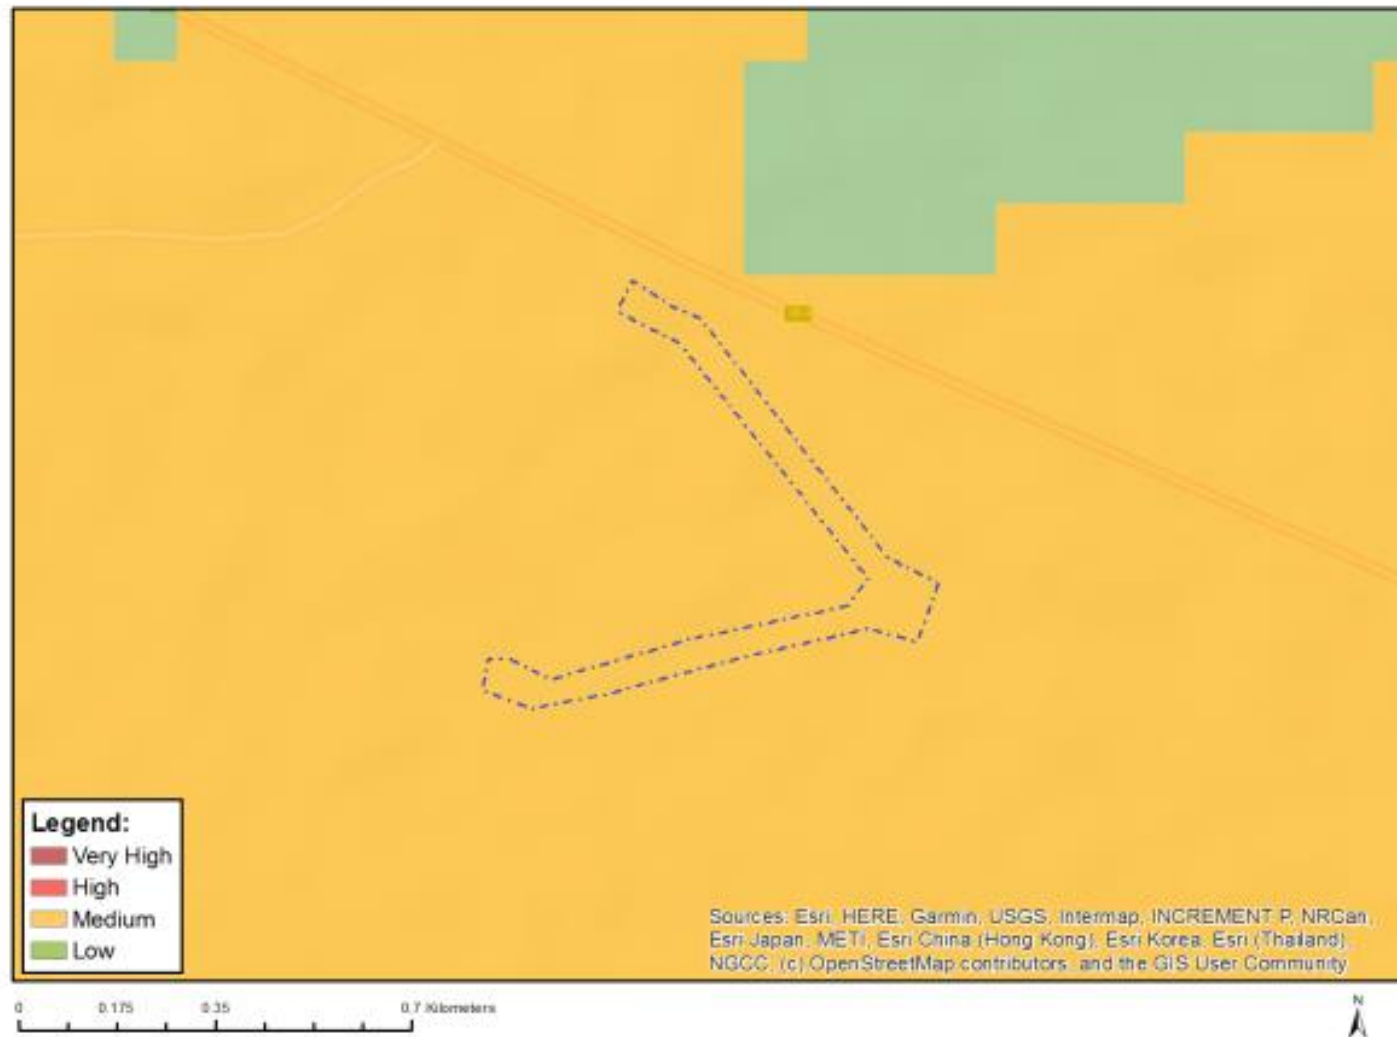 Legend:
Very High
High
Medium
Low
Sources: Esri, HERE, Garmin, USGS, Intermap, INCREMENT P, NRCan,
Esri Japan, METI, Esri China (Hong Kong), Esri Korea, Esri (Thailand),
NGCC, (c) OpenStreetMap contributors, and the GIS User Community
0 0.175 0.35 0.7 Kilometers
N